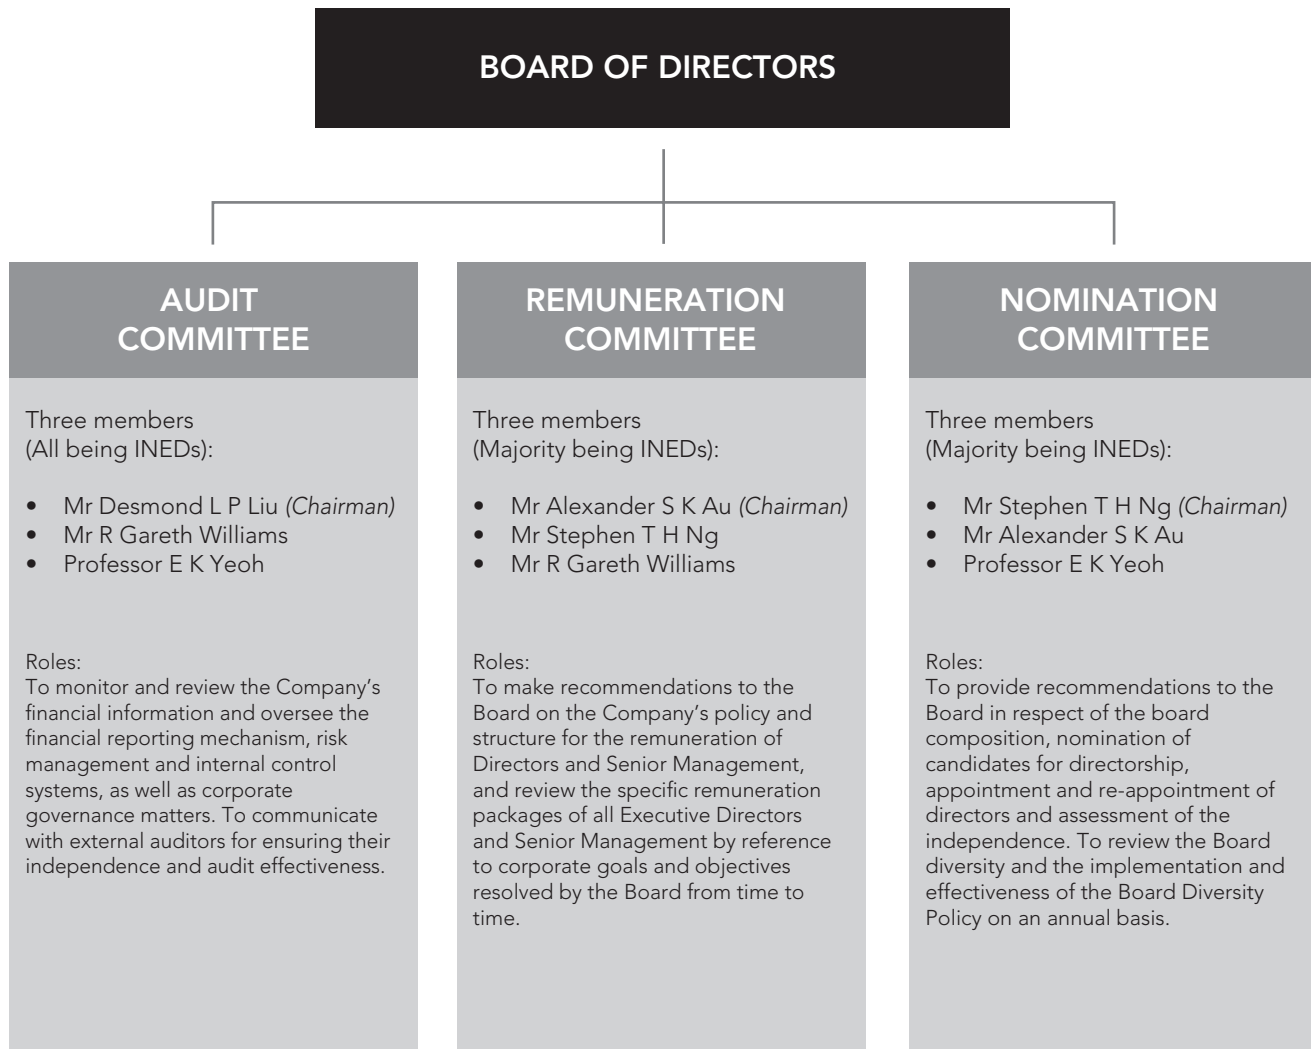 BOARD OF DIRECTORS
AUDIT
COMMITTEE
Three members
(All being INEDs):
• Mr Desmond L P Liu (Chairman)
• Mr R Gareth Williams
• Professor E K Yeoh
Roles:
To monitor and review the Company’s
financial information and oversee the
financial reporting mechanism, risk
management and internal control
systems, as well as corporate
governance matters. To communicate
with external auditors for ensuring their
independence and audit effectiveness.
REMUNERATION
COMMITTEE
Three members
(Majority being INEDs):
• Mr Alexander S K Au (Chairman)
• Mr Stephen T H Ng
• Mr R Gareth Williams
Roles:
To make recommendations to the
Board on the Company’s policy and
structure for the remuneration of
Directors and Senior Management,
and review the specific remuneration
packages of all Executive Directors
and Senior Management by reference
to corporate goals and objectives
resolved by the Board from time to
time.
NOMINATION
COMMITTEE
Three members
(Majority being INEDs):
• Mr Stephen T H Ng (Chairman)
• Mr Alexander S K Au
• Professor E K Yeoh
Roles:
To provide recommendations to the
Board in respect of the board
composition, nomination of
candidates for directorship,
appointment and re-appointment of
directors and assessment of the
independence. To review the Board
diversity and the implementation and
effectiveness of the Board Diversity
Policy on an annual basis.